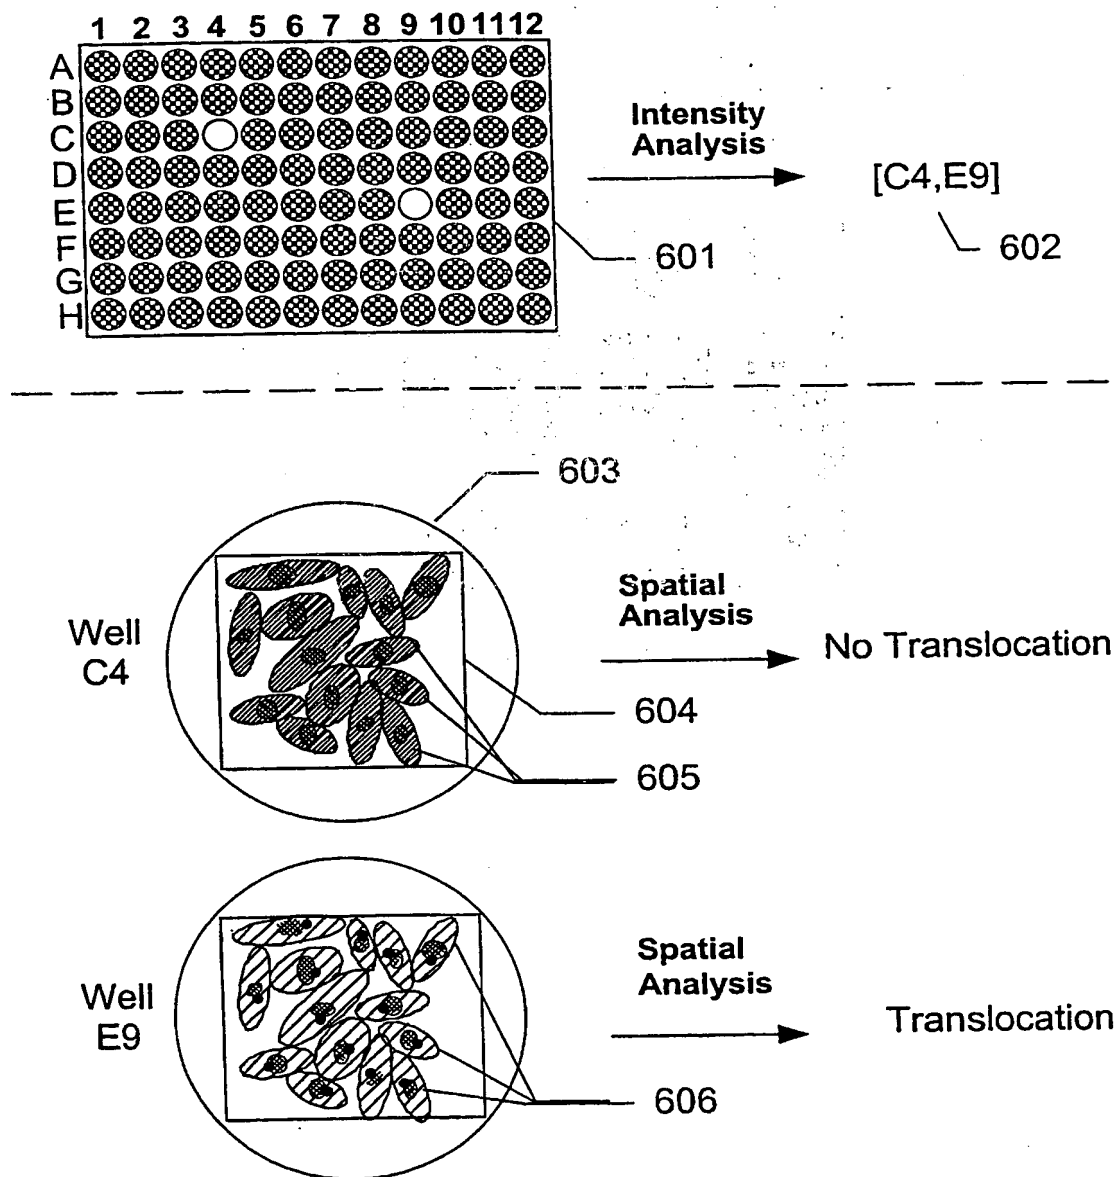 1 2 3 4 5 6 7 8 9 10 11 12
A
B
C
D
E
F
G
H
Intensity
Analysis
[C4,E9]
601
602
603
Well
C4
Spatial
Analysis
No Translocation
604
605
Well
E9
Spatial
Analysis
Translocation
606